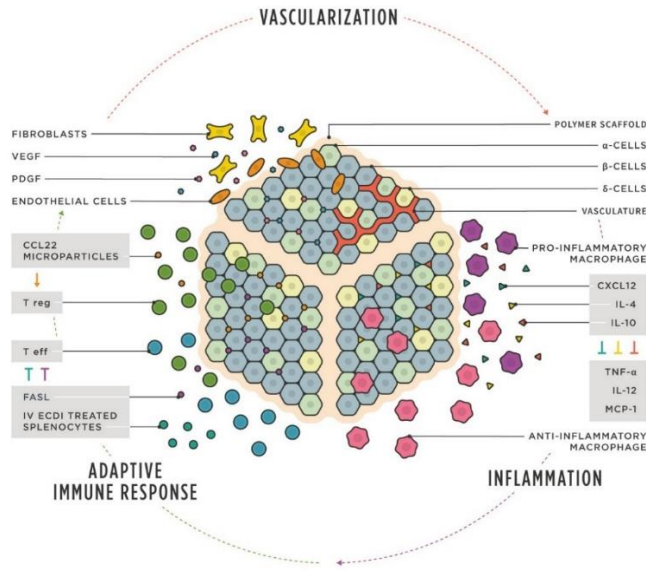 VASCULARIZATION
FIBROBLASTS
VEGF
PDGF
ENDOTHELIAL CELLS
CCL22
MICROPARTICLES
T reg
T eff
FASL
IV ECDI TREATED
SPLENOCYTES
ADAPTIVE
IMMUNE RESPONSE
POLYMER SCAFFOLD
α-CELLS
β-CELLS
δ-CELLS
VASCULATURE
PRO-INFLAMMATORY
MACROPHAGE
CXCL12
IL-4
IL-10
TNF-α
IL-12
MCP-1
ANTI-INFLAMMATORY
MACROPHAGE
INFLAMMATION